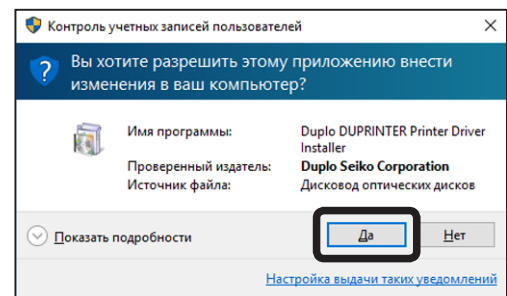 Контроль учетных записей пользователей
Вы хотите разрешить этому приложению внести
изменения в ваш компьютер?
Имя программы: Duplo DUPRINTER Printer Driver
Installer
Проверенный издатель: Duplo Seiko Corporation
Источник файла: Дисковод оптических дисков
Показать подробности Да Нет
Настройка выдачи таких уведомлений